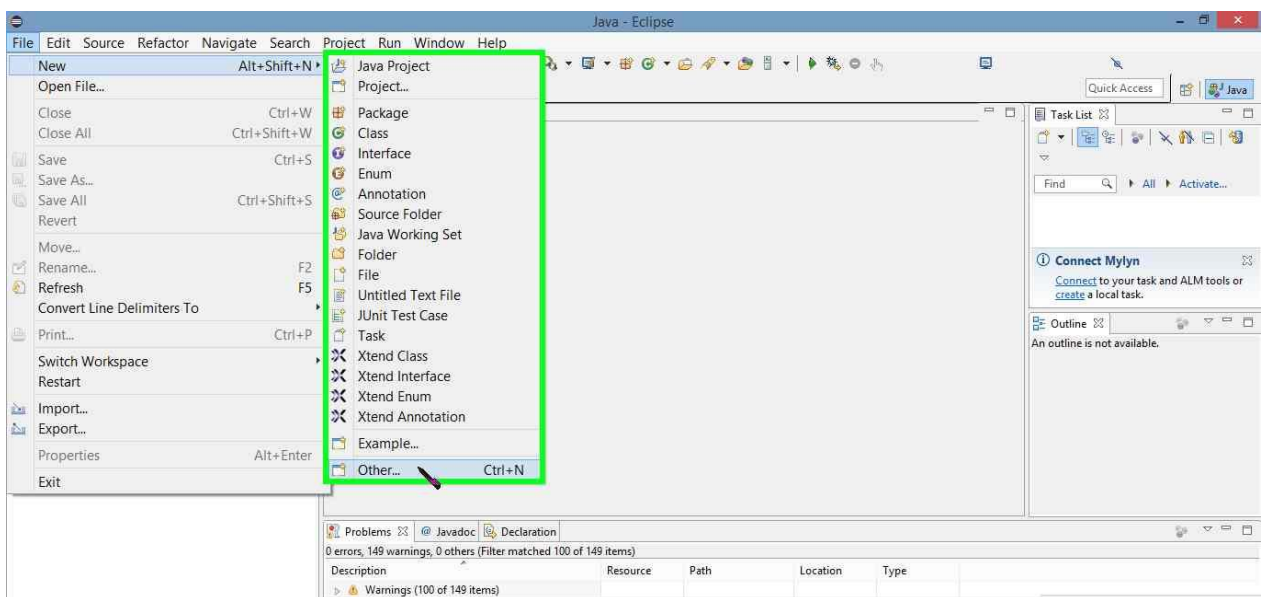 Java - Eclipse
File Edit Source Refactor Navigate Search Project Run Window Help
New Alt+Shift+N
Open File...
Close Ctrl+W
Close All Ctrl+Shift+W
Save Ctrl+S
Save As...
Save All Ctrl+Shift+S
Revert
Move...
Rename... F2
Refresh F5
Convert Line Delimiters To
Print... Ctrl+P
Switch Workspace
Restart
Import...
Export...
Properties Alt+Enter
Exit
Java Project
Project...
Package
Class
Interface
Enum
Annotation
Source Folder
Java Working Set
Folder
File
Untitled Text File
JUnit Test Case
Task
Xtend Class
Xtend Interface
Xtend Enum
Xtend Annotation
Example...
Other... Ctrl+N
Quick Access Java
Task List
Find All Activate...
Connect Mylyn
Connect to your task and ALM tools or
create a local task.
Outline
An outline is not available.
Problems @ Javadoc Declaration
0 errors, 149 warnings, 0 others (Filter matched 100 of 149 items)
Description Resource Path Location Type
Warnings (100 of 149 items)